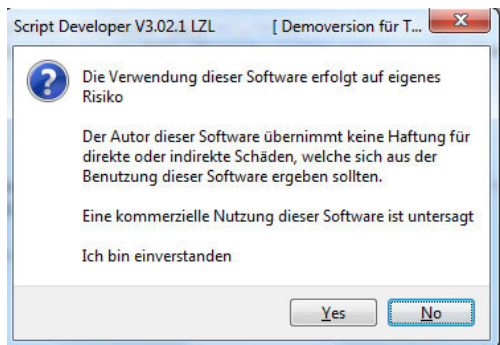 Script Developer V3.02.1 LZL [ Demoversion für T...
Die Verwendung dieser Software erfolgt auf eigenes
Risiko
Der Autor dieser Software übernimmt keine Haftung für
direkte oder indirekte Schäden, welche sich aus der
Benutzung dieser Software ergeben sollten.
Eine kommerzielle Nutzung dieser Software ist untersagt
Ich bin einverstanden
Yes No